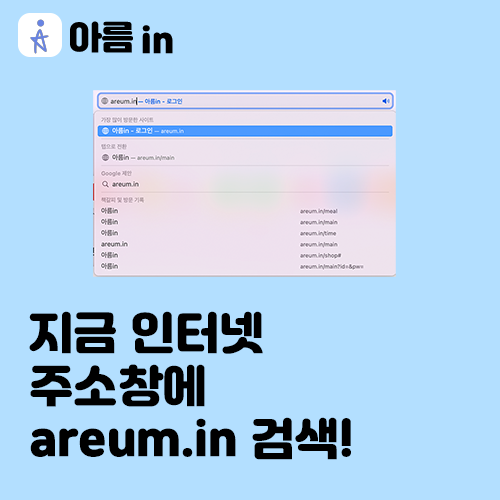 아름 in
areum.in — 아름in - 로그인
가장 많이 방문한 사이트
아름in - 로그인 — areum.in
탭으로 전환
아름in — areum.in/main
Google 제안
areum.in
책갈피 및 방문 기록
아름in areum.in/meal
아름in areum.in/main
아름in areum.in/time
areum.in areum.in/main
아름in areum.in/shop#
아름in areum.in/main?id=&pw=
지금 인터넷
주소창에
areum.in 검색!